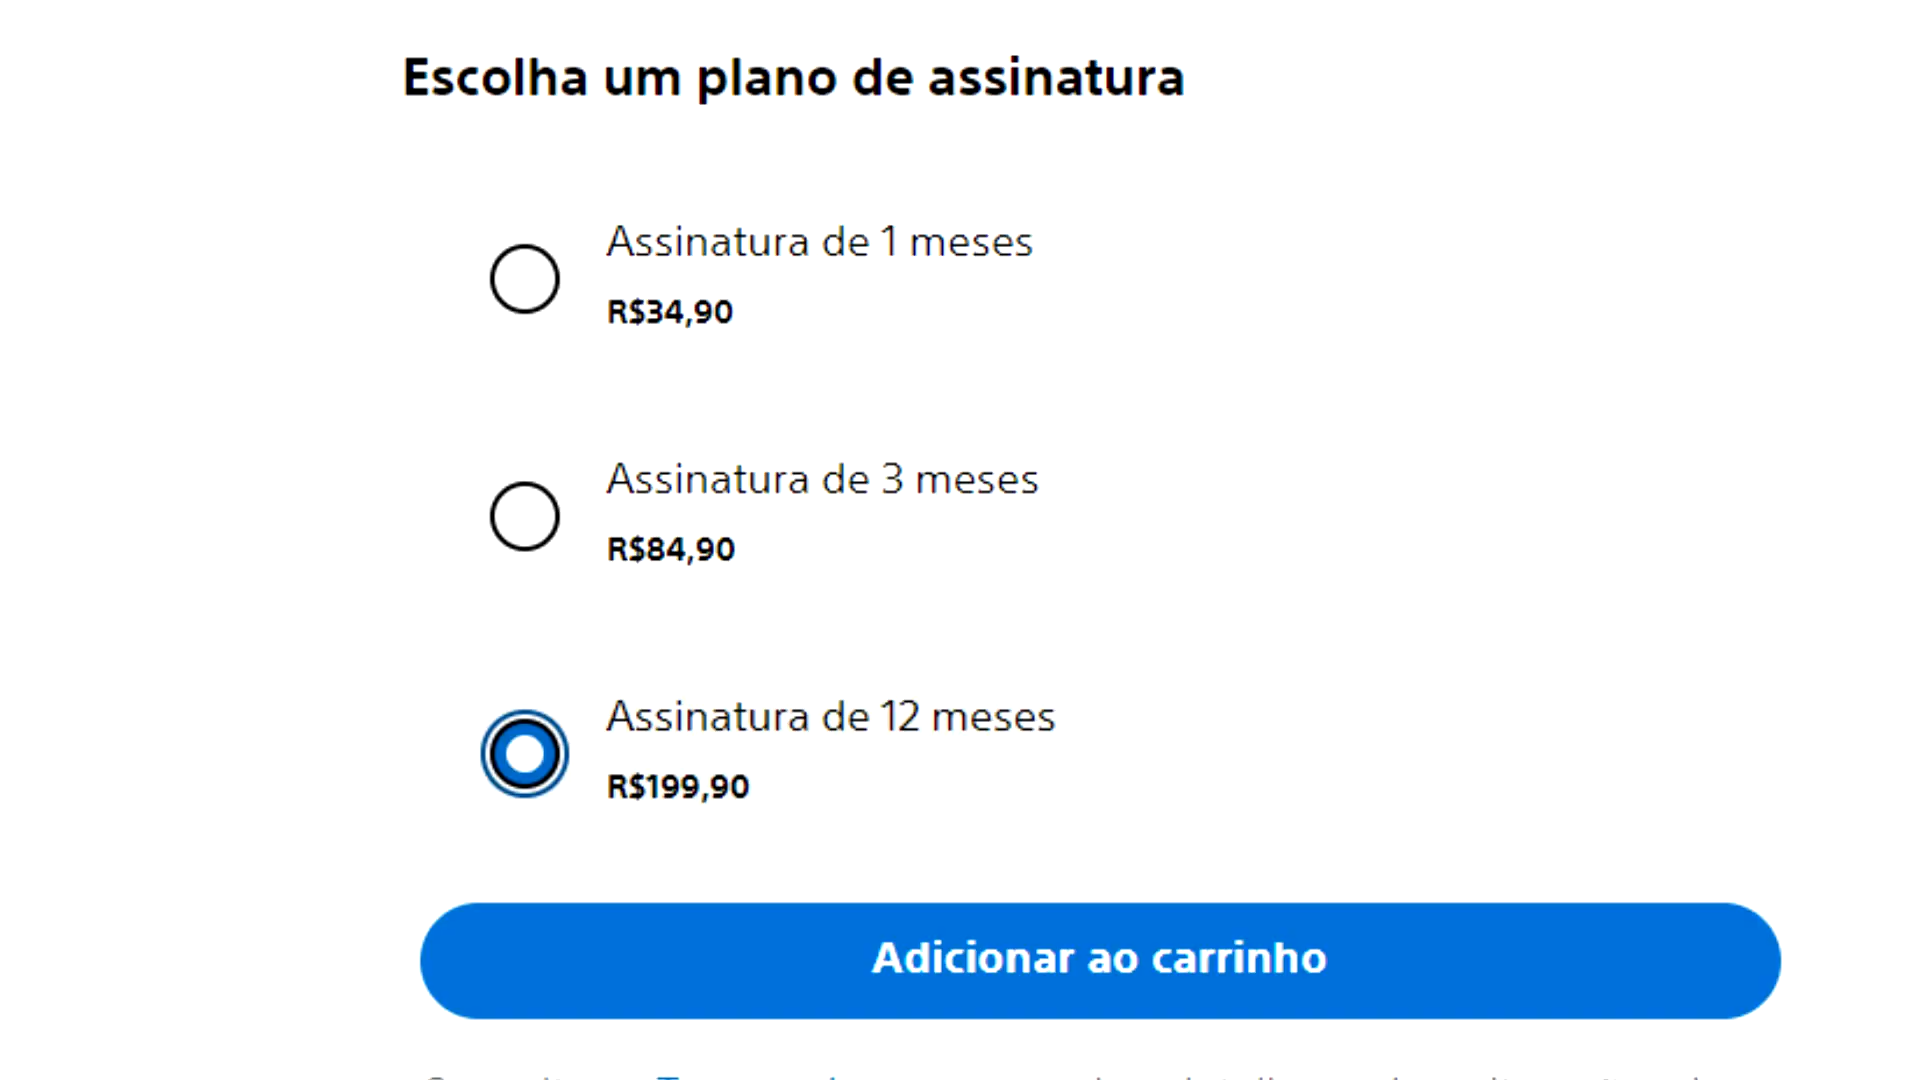 Escolha um plano de assinatura
Assinatura de 1 meses
R$34,90
Assinatura de 3 meses
R$84,90
Assinatura de 12 meses
R$199,90
Adicionar ao carrinho